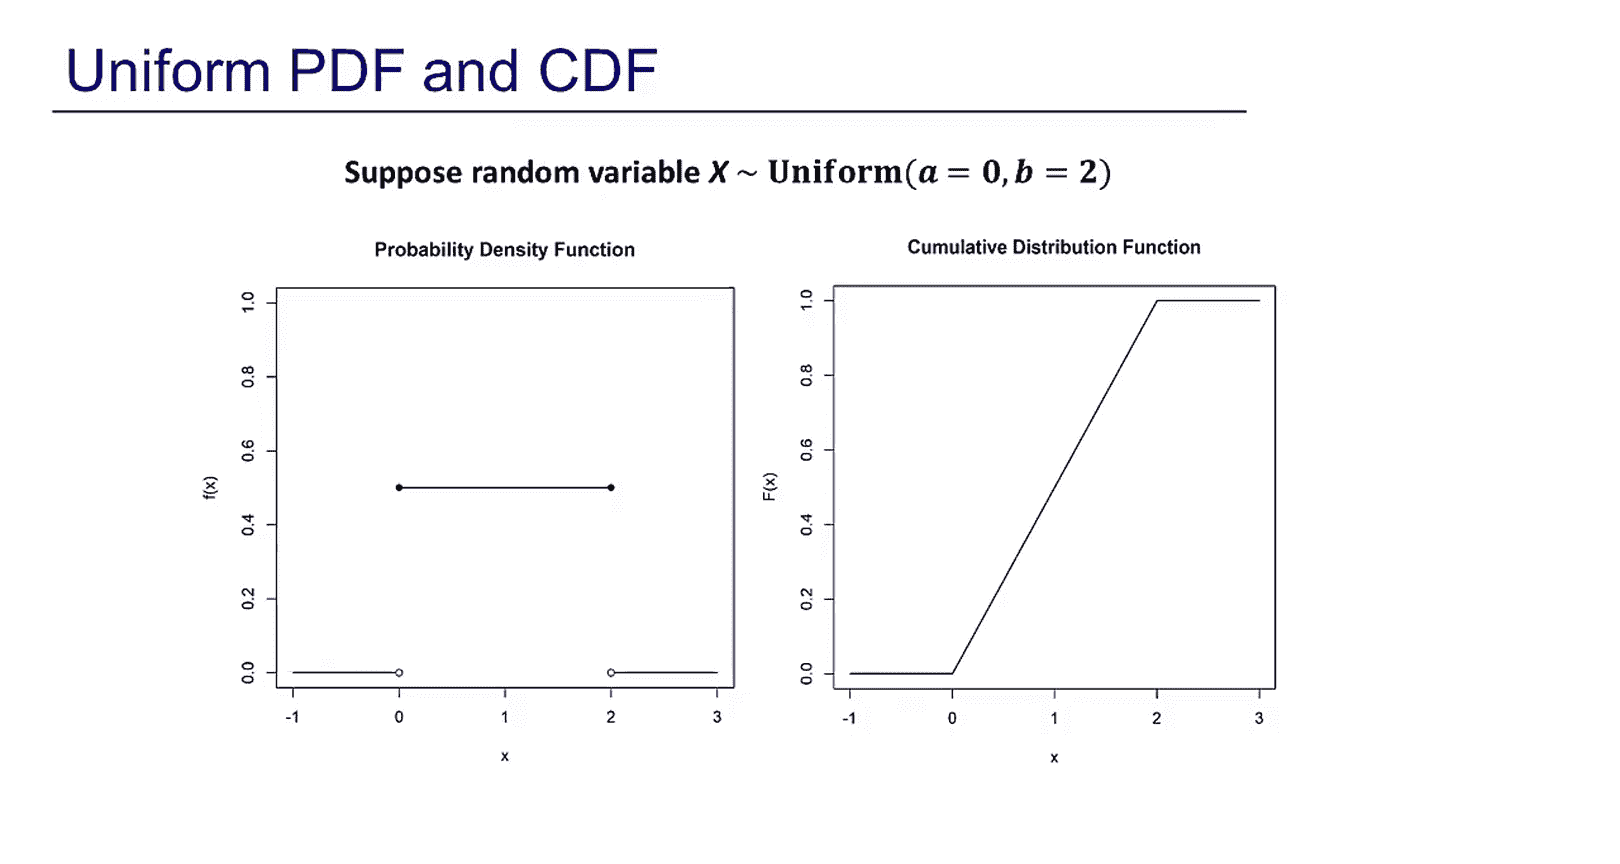 Uniform PDF and CDF
Suppose random variable X ~ Uniform(a = 0, b = 2)
Probability Density Function
1.0
0.8
0.6
0.4
0.2
0.0
f(x)
-1 0 1 2 3
x
Cumulative Distribution Function
1.0
0.8
0.6
0.4
0.2
0.0
F(x)
-1 0 1 2 3
x